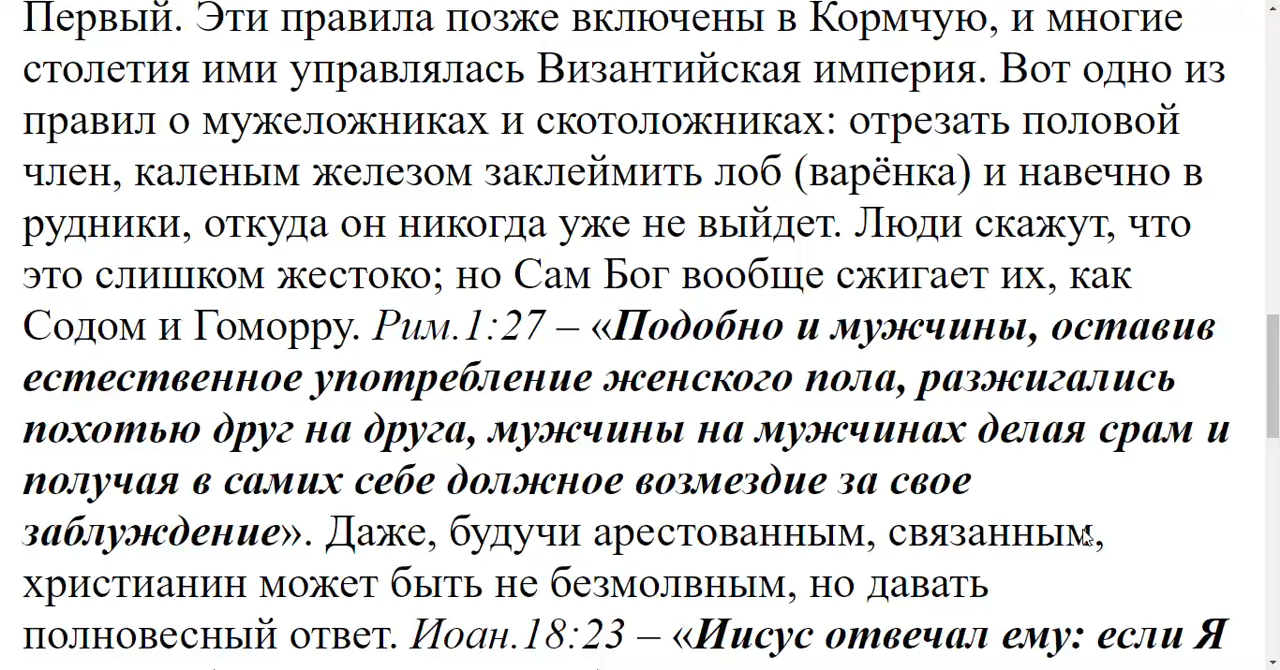 Первый. Эти правила позже включены в Кормчую, и многие
столетия ими управлялась Византийская империя. Вот одно из
правил о мужеложниках и скотоложниках: отрезать половой
член, каленым железом заклеймить лоб (варёнка) и навечно в
рудники, откуда он никогда уже не выйдет. Люди скажут, что
это слишком жестоко; но Сам Бог вообще сжигает их, как
Содом и Гоморру. Рим.1:27 – «Подобно и мужчины, оставив
естественное употребление женского пола, разжигались
похотью друг на друга, мужчины на мужчинах делая срам и
получая в самих себе должное возмездие за свое
заблуждение». Даже, будучи арестованным, связанным,
христианин может быть не безмолвным, но давать
полновесный ответ. Иоан.18:23 – «Иисус отвечал ему: если Я